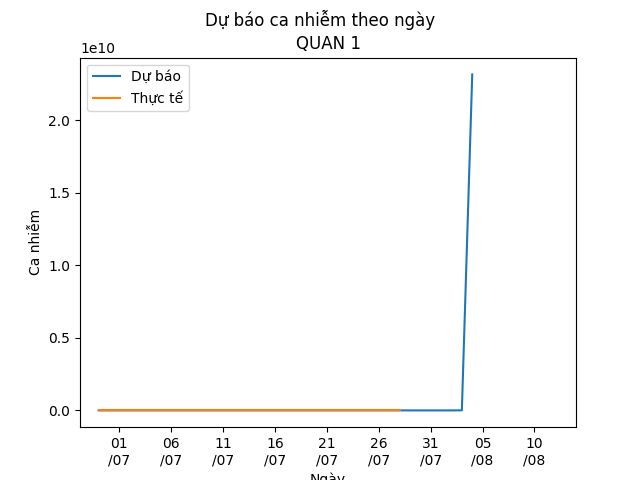 Dự báo ca nhiễm theo ngày
QUAN 1
1e10
Dự báo
Thực tế
Ca nhiễm
2.0
1.5
1.0
0.5
0.0
01 06 11 16 21 26 31 05 10
/07 /07 /07 /07 /07 /07 /07 /08 /08
Ngày